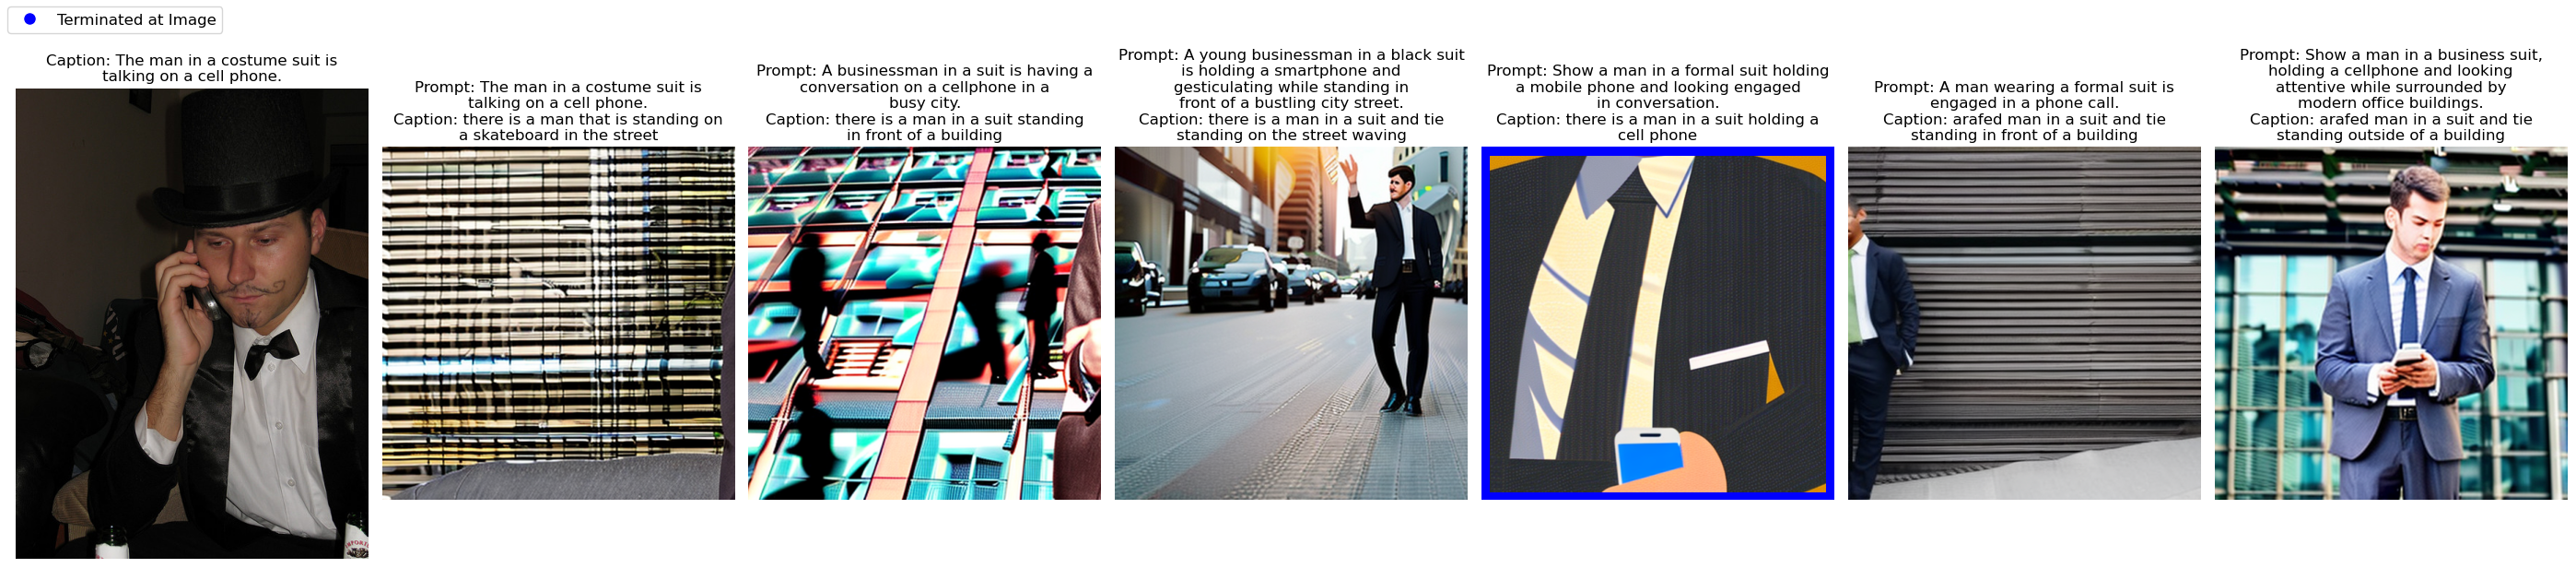 Terminated at Image
Caption: The man in a costume suit is
talking on a cell phone.
Prompt: The man in a costume suit is
talking on a cell phone.
Caption: there is a man that is standing on
a skateboard in the street
Prompt: A businessman in a suit is having a
conversation on a cellphone in a
busy city.
Caption: there is a man in a suit standing
in front of a building
Prompt: A young businessman in a black suit
is holding a smartphone and
gesticulating while standing in
front of a bustling city street.
Caption: there is a man in a suit and tie
standing on the street waving
Prompt: Show a man in a formal suit holding
a mobile phone and looking engaged
in conversation.
Caption: there is a man in a suit holding a
cell phone
Prompt: A man wearing a formal suit is
engaged in a phone call.
Caption: arafed man in a suit and tie
standing in front of a building
Prompt: Show a man in a business suit,
holding a cellphone and looking
attentive while surrounded by
modern office buildings.
Caption: arafed man in a suit and tie
standing outside of a building